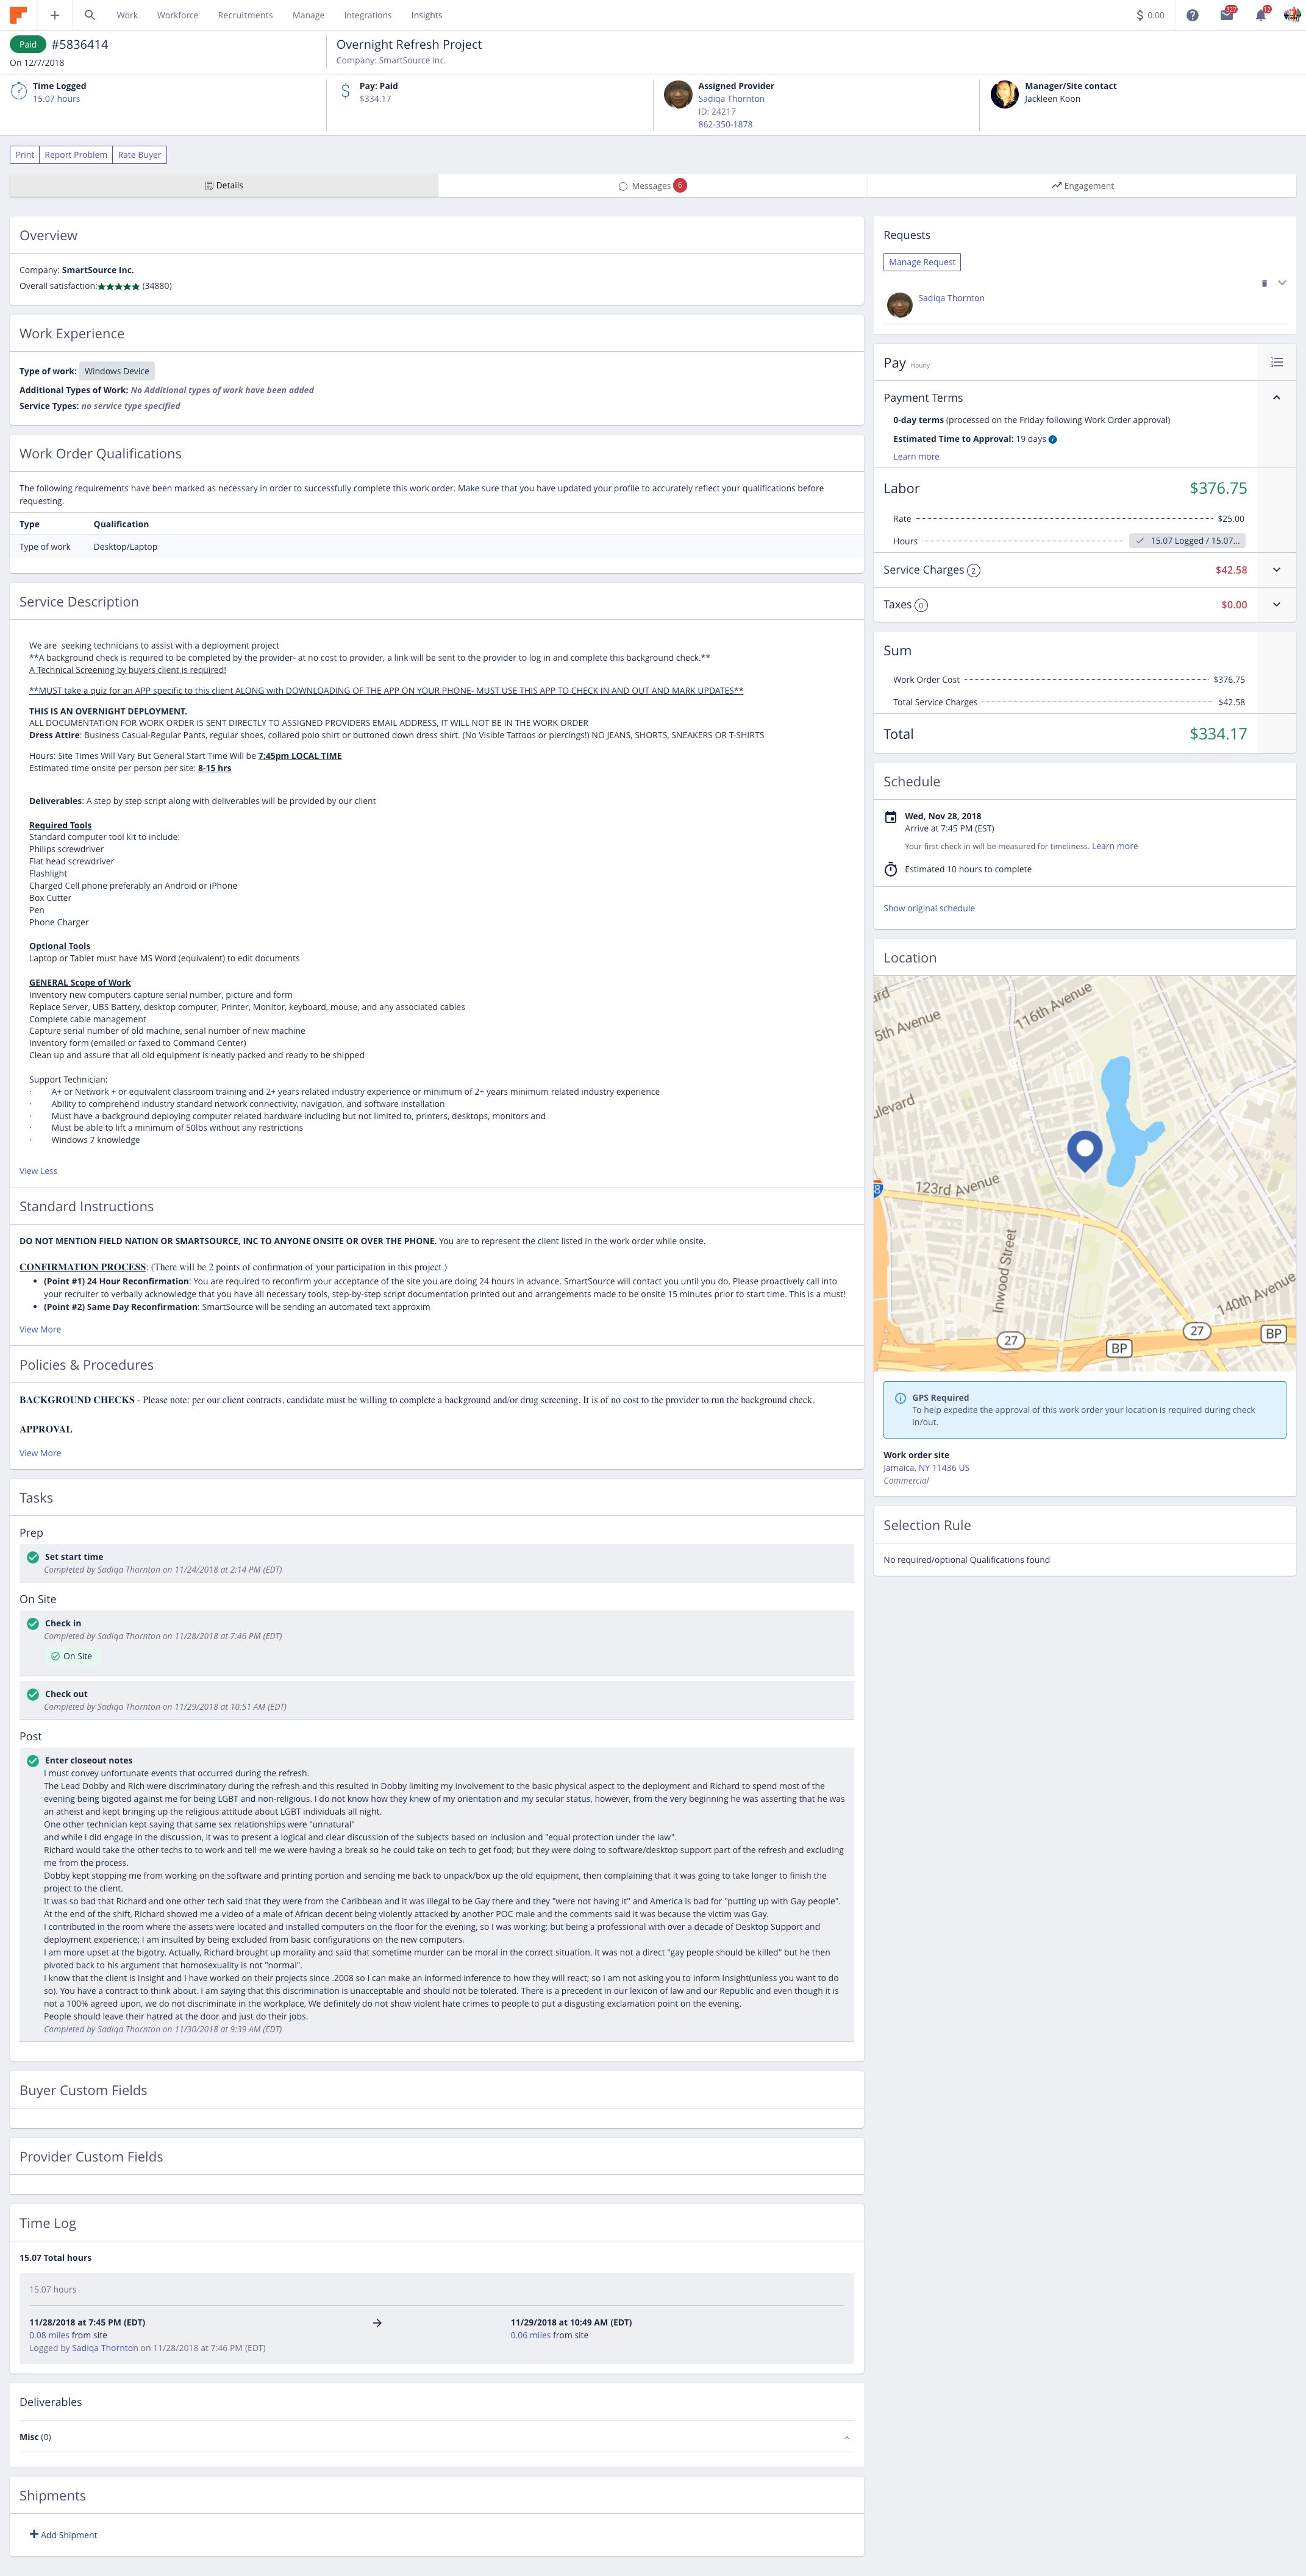 Work Workforce Recruitments Manage Integrations Insights $ 0.00 327 12
Paid #5836414
On 12/7/2018
Overnight Refresh Project
Company: SmartSource Inc.
Time Logged
15.07 hours
Pay: Paid
$334.17
Assigned Provider
Sadiqa Thornton
ID: 24217
862-350-1878
Manager/Site contact
Jackleen Koon
Print Report Problem Rate Buyer
Details Messages 6 Engagement
Overview
Company: SmartSource Inc.
Overall satisfaction:★★★★★ (34880)
Work Experience
Type of work: Windows Device
Additional Types of Work: No Additional types of work have been added
Service Types: no service type specified
Work Order Qualifications
The following requirements have been marked as necessary in order to successfully complete this work order. Make sure that you have updated your profile to accurately reflect your qualifications before
requesting.
Type Qualification
Type of work Desktop/Laptop
Service Description
We are  seeking technicians to assist with a deployment project
**A background check is required to be completed by the provider- at no cost to provider, a link will be sent to the provider to log in and complete this background check.**
A Technical Screening by buyers client is required!
**MUST take a quiz for an APP specific to this client ALONG with DOWNLOADING OF THE APP ON YOUR PHONE- MUST USE THIS APP TO CHECK IN AND OUT AND MARK UPDATES**
THIS IS AN OVERNIGHT DEPLOYMENT.
ALL DOCUMENTATION FOR WORK ORDER IS SENT DIRECTLY TO ASSIGNED PROVIDERS EMAIL ADDRESS, IT WILL NOT BE IN THE WORK ORDER
Dress Attire: Business Casual-Regular Pants, regular shoes, collared polo shirt or buttoned down dress shirt. (No Visible Tattoos or piercings!) NO JEANS, SHORTS, SNEAKERS OR T-SHIRTS
Hours: Site Times Will Vary But General Start Time Will be 7:45pm LOCAL TIME
Estimated time onsite per person per site: 8-15 hrs
Deliverables: A step by step script along with deliverables will be provided by our client
Required Tools
Standard computer tool kit to include:
Philips screwdriver
Flat head screwdriver
Flashlight
Charged Cell phone preferably an Android or iPhone
Box Cutter
Pen
Phone Charger
Optional Tools
Laptop or Tablet must have MS Word (equivalent) to edit documents
GENERAL Scope of Work
Inventory new computers capture serial number, picture and form
Replace Server, UBS Battery, desktop computer, Printer, Monitor, keyboard, mouse, and any associated cables
Complete cable management
Capture serial number of old machine, serial number of new machine
Inventory form (emailed or faxed to Command Center)
Clean up and assure that all old equipment is neatly packed and ready to be shipped
Support Technician:
· A+ or Network + or equivalent classroom training and 2+ years related industry experience or minimum of 2+ years minimum related industry experience
· Ability to comprehend industry standard network connectivity, navigation, and software installation
· Must have a background deploying computer related hardware including but not limited to, printers, desktops, monitors and
· Must be able to lift a minimum of 50lbs without any restrictions
· Windows 7 knowledge
View Less
Standard Instructions
DO NOT MENTION FIELD NATION OR SMARTSOURCE, INC TO ANYONE ONSITE OR OVER THE PHONE. You are to represent the client listed in the work order while onsite.
CONFIRMATION PROCESS: (There will be 2 points of confirmation of your participation in this project.)
• (Point #1) 24 Hour Reconfirmation: You are required to reconfirm your acceptance of the site you are doing 24 hours in advance. SmartSource will contact you until you do. Please proactively call into
your recruiter to verbally acknowledge that you have all necessary tools, step-by-step script documentation printed out and arrangements made to be onsite 15 minutes prior to start time. This is a must!
• (Point #2) Same Day Reconfirmation: SmartSource will be sending an automated text approxim
View More
Policies & Procedures
BACKGROUND CHECKS - Please note: per our client contracts, candidate must be willing to complete a background and/or drug screening. It is of no cost to the provider to run the background check.
APPROVAL
View More
Tasks
Prep
Set start time
Completed by Sadiqa Thornton on 11/24/2018 at 2:14 PM (EDT)
On Site
Check in
Completed by Sadiqa Thornton on 11/28/2018 at 7:46 PM (EDT)
On Site
Check out
Completed by Sadiqa Thornton on 11/29/2018 at 10:51 AM (EDT)
Post
Enter closeout notes
I must convey unfortunate events that occurred during the refresh.
The Lead Dobby and Rich were discriminatory during the refresh and this resulted in Dobby limiting my involvement to the basic physical aspect to the deployment and Richard to spend most of the
evening being bigoted against me for being LGBT and non-religious. I do not know how they knew of my orientation and my secular status, however, from the very beginning he was asserting that he was
an atheist and kept bringing up the religious attitude about LGBT individuals all night.
One other technician kept saying that same sex relationships were "unnatural"
and while I did engage in the discussion, it was to present a logical and clear discussion of the subjects based on inclusion and "equal protection under the law".
Richard would take the other techs to to work and tell me we were having a break so he could take on tech to get food; but they were doing to software/desktop support part of the refresh and excluding
me from the process.
Dobby kept stopping me from working on the software and printing portion and sending me back to unpack/box up the old equipment, then complaining that it was going to take longer to finish the
project to the client.
It was so bad that Richard and one other tech said that they were from the Caribbean and it was illegal to be Gay there and they "were not having it" and America is bad for "putting up with Gay people".
At the end of the shift, Richard showed me a video of a male of African decent being violently attacked by another POC male and the comments said it was because the victim was Gay.
I contributed in the room where the assets were located and installed computers on the floor for the evening, so I was working; but being a professional with over a decade of Desktop Support and
deployment experience; I am insulted by being excluded from basic configurations on the new computers.
I am more upset at the bigotry. Actually, Richard brought up morality and said that sometime murder can be moral in the correct situation. It was not a direct "gay people should be killed" but he then
pivoted back to his argument that homosexuality is not "normal".
I know that the client is Insight and I have worked on their projects since .2008 so I can make an informed inference to how they will react; so I am not asking you to inform Insight(unless you want to do
so). You have a contract to think about. I am saying that this discrimination is unacceptable and should not be tolerated. There is a precedent in our lexicon of law and our Republic and even though it is
not a 100% agreed upon, we do not discriminate in the workplace, We definitely do not show violent hate crimes to people to put a disgusting exclamation point on the evening.
People should leave their hatred at the door and just do their jobs.
Completed by Sadiqa Thornton on 11/30/2018 at 9:39 AM (EDT)
Buyer Custom Fields
Provider Custom Fields
Time Log
15.07 Total hours
15.07 hours
11/28/2018 at 7:45 PM (EDT) → 11/29/2018 at 10:49 AM (EDT)
0.08 miles from site 0.06 miles from site
Logged by Sadiqa Thornton on 11/28/2018 at 7:46 PM (EDT)
Deliverables
Misc (0)
Shipments
+ Add Shipment
Requests
Manage Request
Sadiqa Thornton
Pay Hourly
Payment Terms
0-day terms (processed on the Friday following Work Order approval)
Estimated Time to Approval: 19 days
Learn more
Labor $376.75
Rate $25.00
Hours 15.07 Logged / 15.07...
Service Charges 2 $42.58
Taxes 0 $0.00
Sum
Work Order Cost $376.75
Total Service Charges $42.58
Total $334.17
Schedule
Wed, Nov 28, 2018
Arrive at 7:45 PM (EST)
Your first check in will be measured for timeliness. Learn more
Estimated 10 hours to complete
Show original schedule
Location
ard
116th Avenue
5th Avenue
ulevard
123rd Avenue
Inwood Street
140th Avenue
27
27
BP
BP
GPS Required
To help expedite the approval of this work order your location is required during check
in/out.
Work order site
Jamaica, NY 11436 US
Commercial
Selection Rule
No required/optional Qualifications found